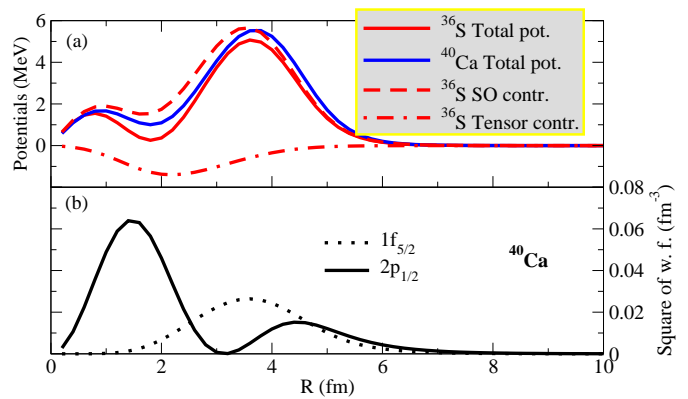 (a)
³⁶S Total pot.
⁴⁰Ca Total pot.
³⁶S SO contr.
³⁶S Tensor contr.
Potentials (MeV)
6
4
2
0
(b)
1f₅/₂
2p₁/₂
⁴⁰Ca
0.08
0.06
0.04
0.02
0
Square of w. f. (fm⁻³)
0 2 4 6 8 10
R (fm)